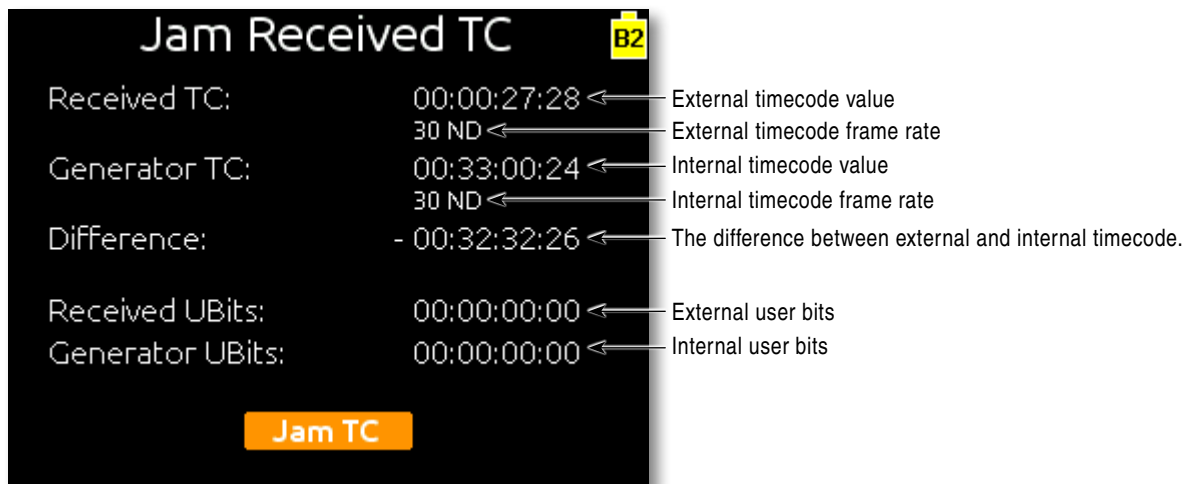 Jam Received TC
B2
Received TC: 00:00:27:28 External timecode value
30 ND External timecode frame rate
Generator TC: 00:33:00:24 Internal timecode value
30 ND Internal timecode frame rate
Difference: - 00:32:32:26 The difference between external and internal timecode.
Received UBits: 00:00:00:00 External user bits
Generator UBits: 00:00:00:00 Internal user bits
Jam TC